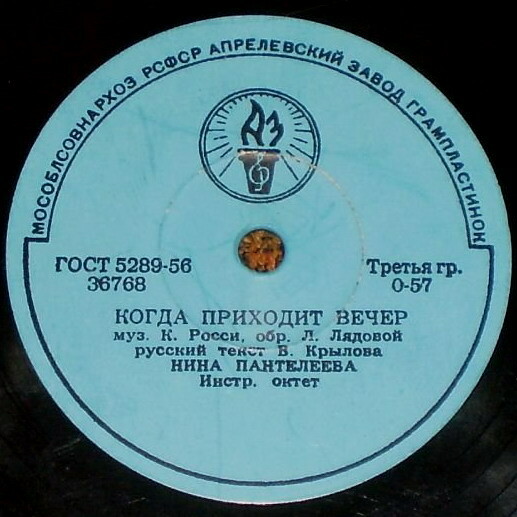 МОСОБЛСОВНАРХОЗ РСФСР АПРЕЛЕВСКИЙ ЗАВОД ГРАМПЛАСТИНОК
АЗ
ГОСТ 5289-56
36768
Третья гр.
0-57
КОГДА ПРИХОДИТ ВЕЧЕР
муз. К. Росси, обр. Л. Лядовой
русский текст В. Крылова
НИНА ПАНТЕЛЕЕВА
Инстр. октет